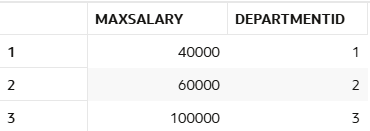 MAXSALARY DEPARTMENTID
1 40000 1
2 60000 2
3 100000 3